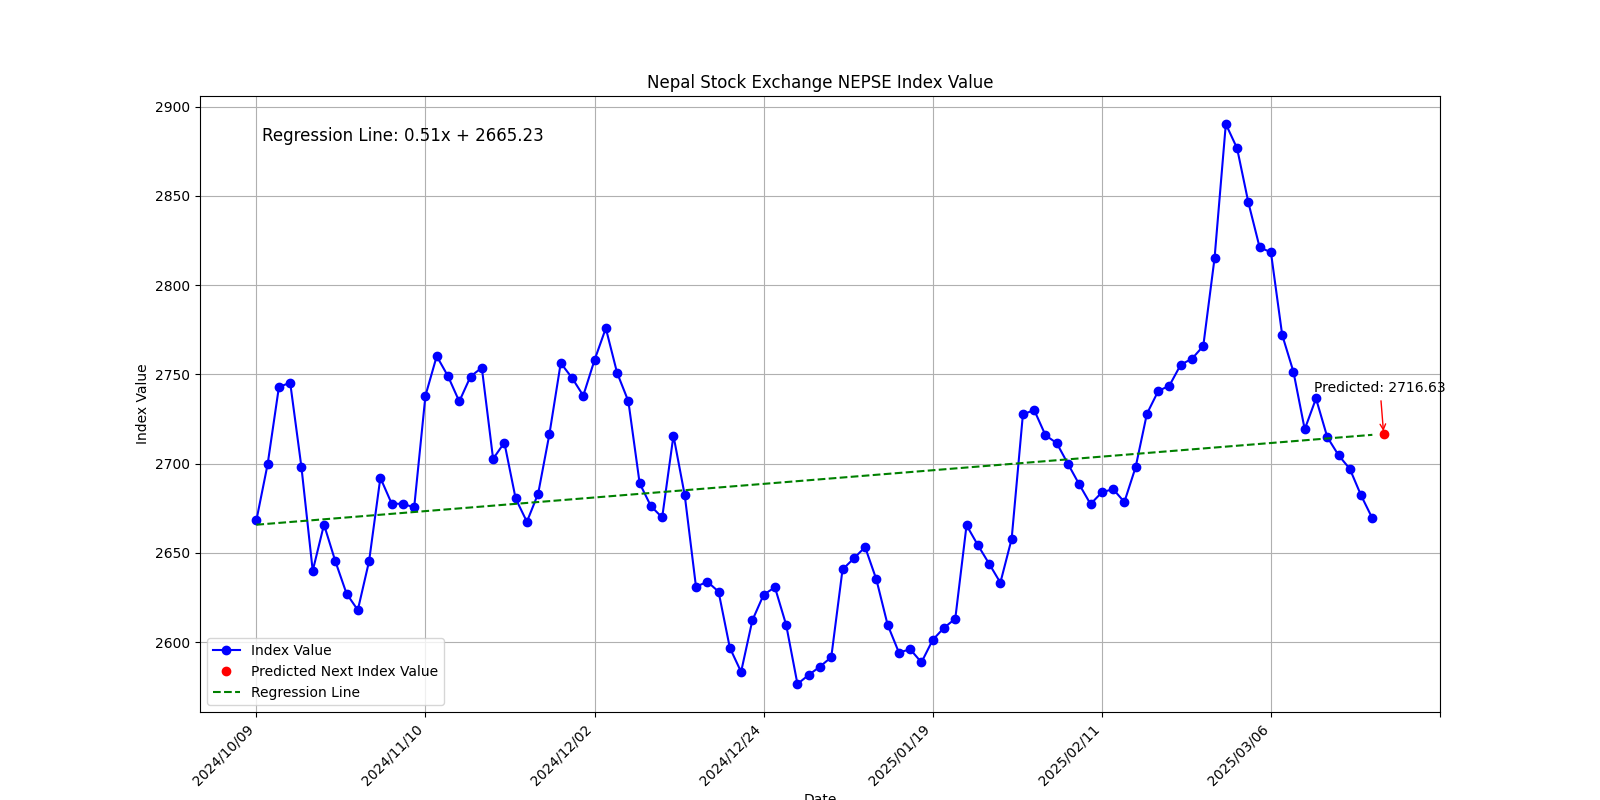 Nepal Stock Exchange NEPSE Index Value
Regression Line: 0.51x + 2665.23
2900
2850
2800
2750
2700
2650
2600
Index Value
Predicted: 2716.63
Index Value
Predicted Next Index Value
Regression Line
2024/10/09
2024/11/10
2024/12/02
2024/12/24
2025/01/19
2025/02/11
2025/03/06
Date